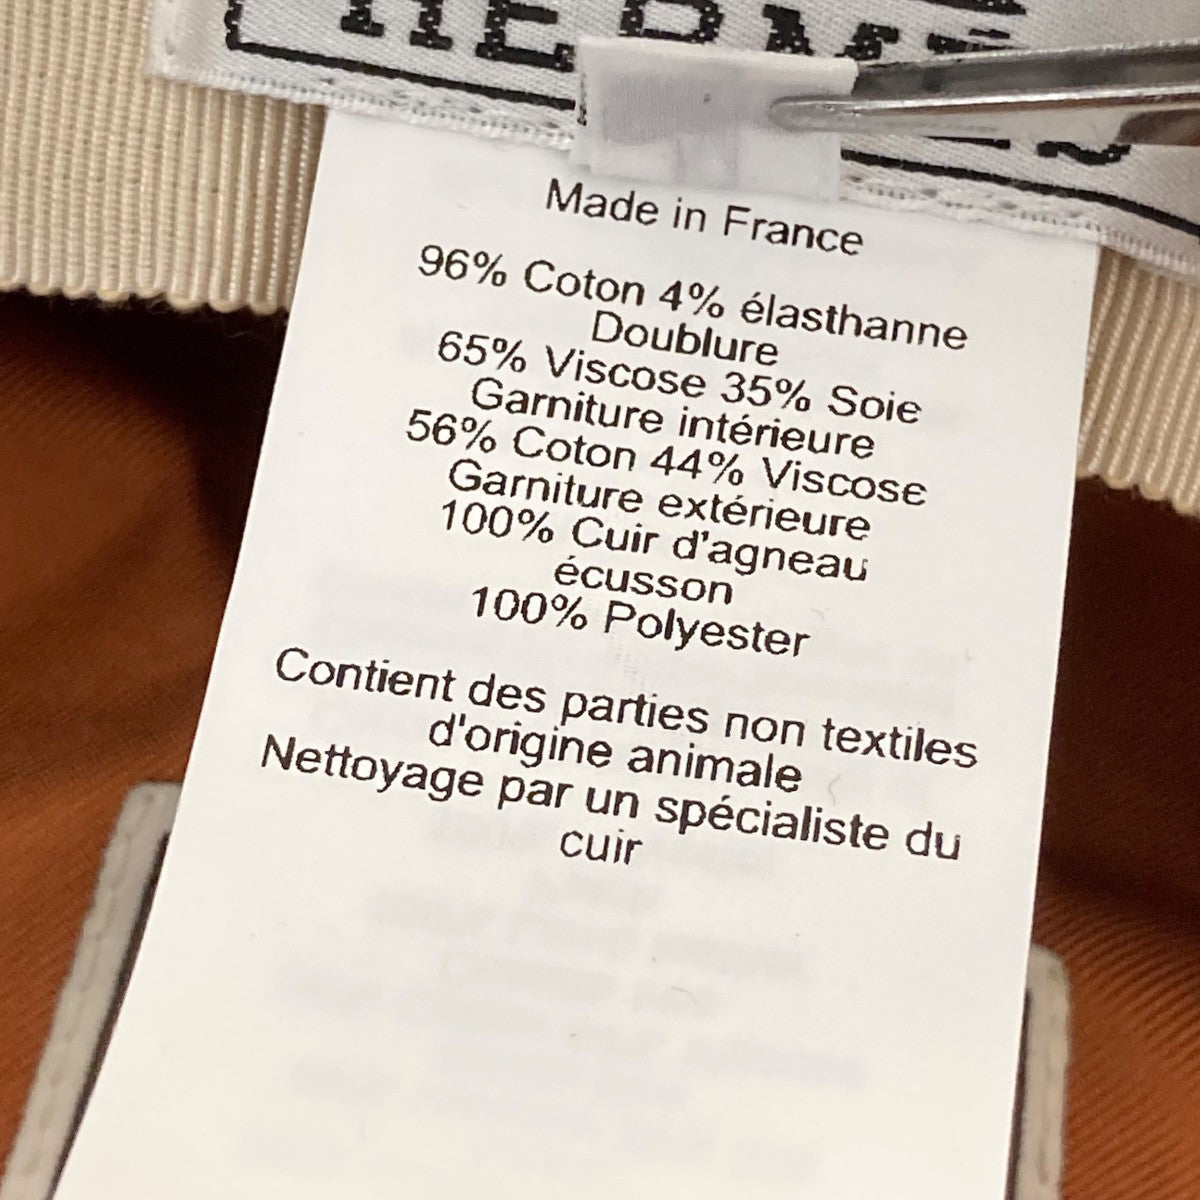 HERMÈS
Made in France
96% Coton 4% élasthanne
Doublure
65% Viscose 35% Soie
Garniture intérieure
56% Coton 44% Viscose
Garniture extérieure
100% Cuir d'agneau
écusson
100% Polyester
Contient des parties non textiles
d'origine animale
Nettoyage par un spécialiste du
cuir